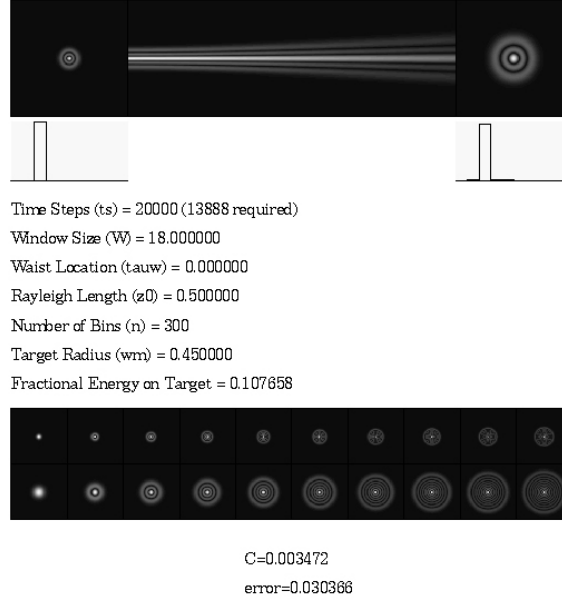 Time Steps (ts) = 20000 (13888 required)
Window Size (W) = 18.000000
Waist Location (tauw) = 0.000000
Rayleigh Length (z0) = 0.500000
Number of Bins (n) = 300
Target Radius (wm) = 0.450000
Fractional Energy on Target = 0.107658
C=0.003472
error=0.030366